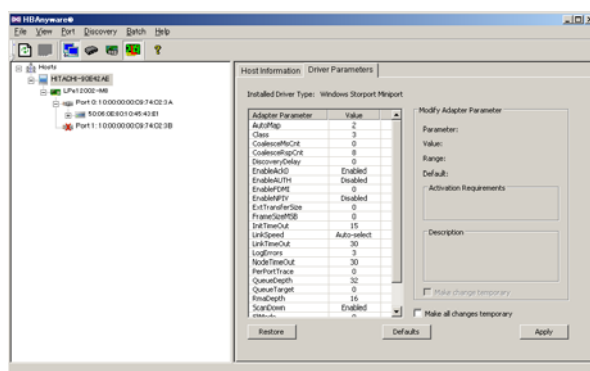 HBAnyware®
File View Port Discovery Batch Help
Hosts
HITACHI-90E42AE
LPe12002-M8
Port 0: 10:00:00:00:C9:74:02:3A
50:06:0E:80:10:45:43:E1
Port 1: 10:00:00:00:C9:74:02:3B
Host Information Driver Parameters
Installed Driver Type: Windows Storport Miniport
Adapter Parameter Value
AutoMap 2
Class 3
CoalesceMsCnt 0
CoalesceRspCnt 8
DiscoveryDelay 0
EnableAck0 Enabled
EnableAUTH Disabled
EnableFDMI 0
EnableNPIV Disabled
ExtTransferSize 0
FrameSizeMSB 0
InitTimeOut 15
LinkSpeed Auto-select
LinkTimeOut 30
LogErrors 3
NodeTimeOut 30
PerPortTrace 0
QueueDepth 32
QueueTarget 0
RmaDepth 16
ScanDown Enabled
Modify Adapter Parameter
Parameter:
Value:
Range:
Default:
Activation Requirements
Description
Make change temporary
Make all changes temporary
Restore Defaults Apply